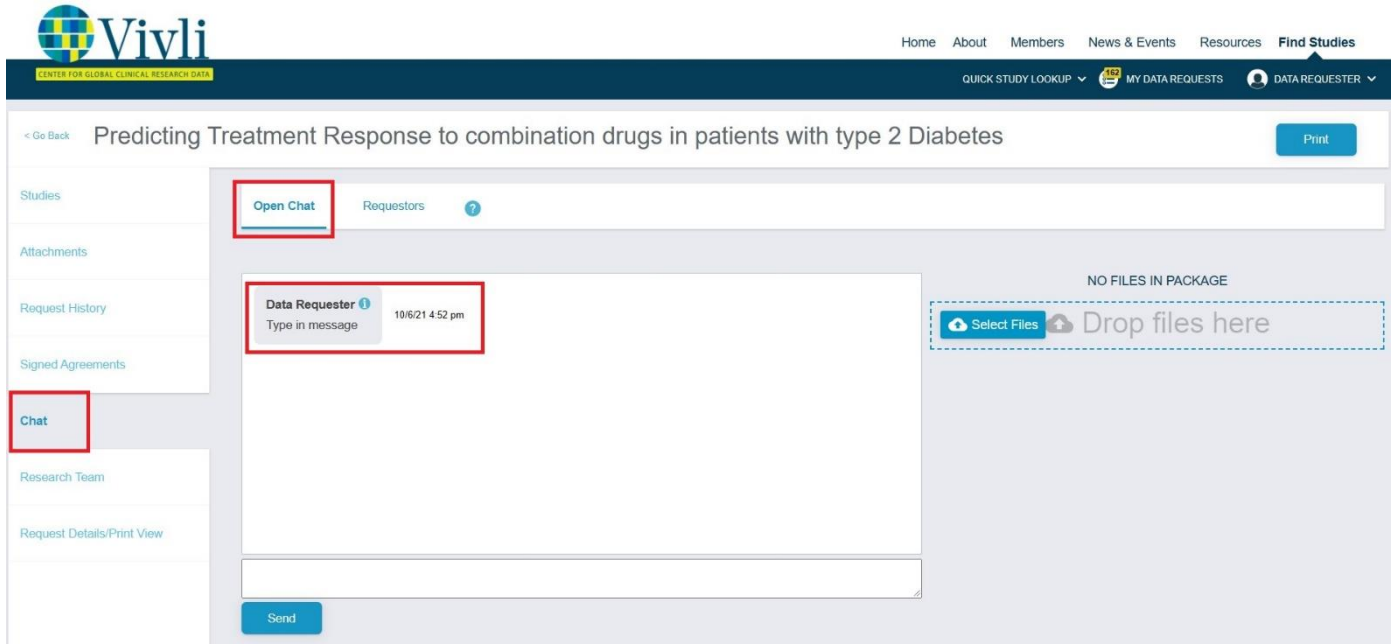 Vivli
CENTER FOR GLOBAL CLINICAL RESEARCH DATA
Home About Members News & Events Resources Find Studies
QUICK STUDY LOOKUP 162 MY DATA REQUESTS DATA REQUESTER
< Go Back Predicting Treatment Response to combination drugs in patients with type 2 Diabetes Print
Studies
Attachments
Request History
Signed Agreements
Chat
Research Team
Request Details/Print View
Open Chat Requestors ?
Data Requester i
Type in message
10/6/21 4:52 pm
NO FILES IN PACKAGE
Select Files Drop files here
Send